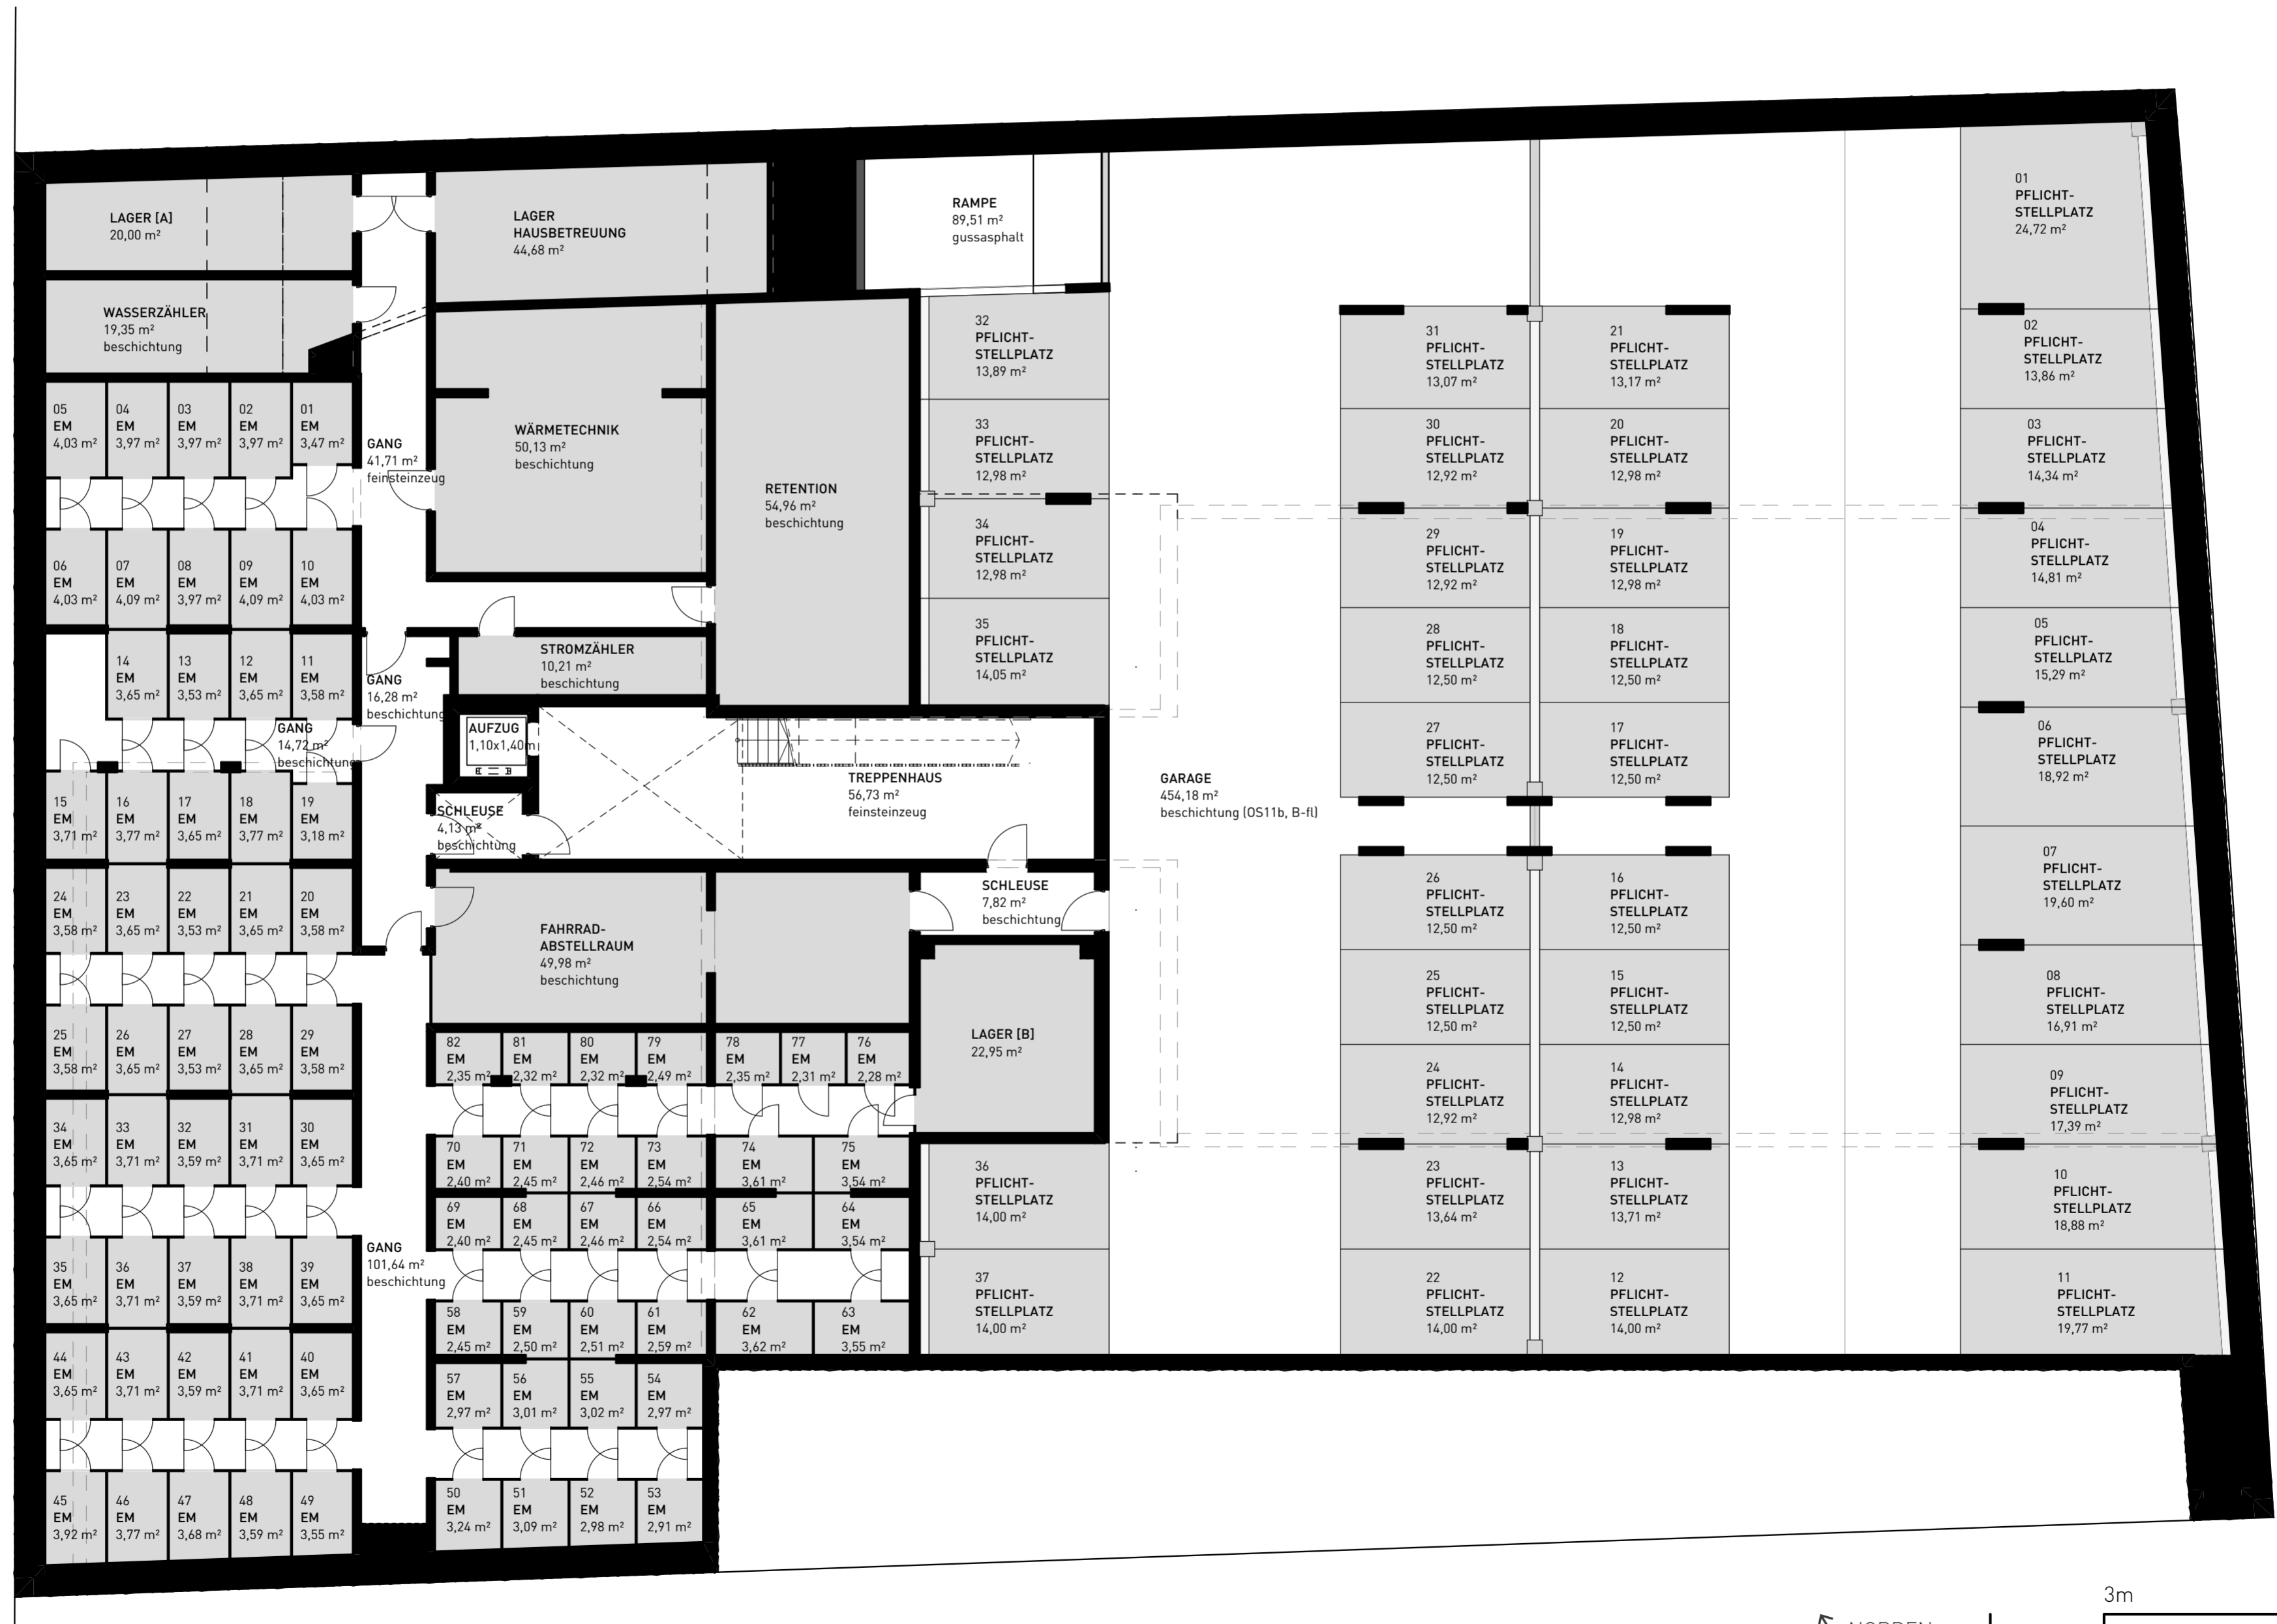 LAGER [A]
20,00 m²
LAGER
HAUSBETREUUNG
44,68 m²
RAMPE
89,51 m²
gussasphalt
01
PFLICHT-
STELLPLATZ
24,72 m²
WASSERZÄHLER
19,35 m²
beschichtung
32
PFLICHT-
STELLPLATZ
13,89 m²
31
PFLICHT-
STELLPLATZ
13,07 m²
21
PFLICHT-
STELLPLATZ
13,17 m²
02
PFLICHT-
STELLPLATZ
13,86 m²
05
EM
4,03 m²
04
EM
3,97 m²
03
EM
3,97 m²
02
EM
3,97 m²
01
EM
3,47 m²
GANG
41,71 m²
feinsteinzeug
WÄRMETECHNIK
50,13 m²
beschichtung
RETENTION
54,96 m²
beschichtung
33
PFLICHT-
STELLPLATZ
12,98 m²
30
PFLICHT-
STELLPLATZ
12,92 m²
20
PFLICHT-
STELLPLATZ
12,98 m²
03
PFLICHT-
STELLPLATZ
14,34 m²
34
PFLICHT-
STELLPLATZ
12,98 m²
29
PFLICHT-
STELLPLATZ
12,92 m²
19
PFLICHT-
STELLPLATZ
12,98 m²
04
PFLICHT-
STELLPLATZ
14,81 m²
06
EM
4,03 m²
07
EM
4,09 m²
08
EM
3,97 m²
09
EM
4,09 m²
10
EM
4,03 m²
35
PFLICHT-
STELLPLATZ
14,05 m²
28
PFLICHT-
STELLPLATZ
12,50 m²
18
PFLICHT-
STELLPLATZ
12,50 m²
05
PFLICHT-
STELLPLATZ
15,29 m²
14
EM
3,65 m²
13
EM
3,53 m²
12
EM
3,65 m²
11
EM
3,58 m²
GANG
16,28 m²
beschichtung
STROMZÄHLER
10,21 m²
beschichtung
GANG
14,72 m²
beschichtung
AUFZUG
1,10x1,40m
TREPPENHAUS
56,73 m²
feinsteinzeug
GARAGE
454,18 m²
beschichtung (OS11b, B-fl)
27
PFLICHT-
STELLPLATZ
12,50 m²
17
PFLICHT-
STELLPLATZ
12,50 m²
06
PFLICHT-
STELLPLATZ
18,92 m²
15
EM
3,71 m²
16
EM
3,77 m²
17
EM
3,65 m²
18
EM
3,77 m²
19
EM
3,18 m²
SCHLEUSE
4,13 m²
beschichtung
SCHLEUSE
7,82 m²
beschichtung
26
PFLICHT-
STELLPLATZ
12,50 m²
16
PFLICHT-
STELLPLATZ
12,50 m²
07
PFLICHT-
STELLPLATZ
19,60 m²
24
EM
3,58 m²
23
EM
3,65 m²
22
EM
3,53 m²
21
EM
3,65 m²
20
EM
3,58 m²
FAHRRAD-
ABSTELLRAUM
49,98 m²
beschichtung
25
PFLICHT-
STELLPLATZ
12,50 m²
15
PFLICHT-
STELLPLATZ
12,50 m²
08
PFLICHT-
STELLPLATZ
16,91 m²
25
EM
3,58 m²
26
EM
3,65 m²
27
EM
3,53 m²
28
EM
3,65 m²
29
EM
3,58 m²
82
EM
2,35 m²
81
EM
2,32 m²
80
EM
2,32 m²
79
EM
2,49 m²
78
EM
2,35 m²
77
EM
2,31 m²
76
EM
2,28 m²
LAGER [B]
22,95 m²
24
PFLICHT-
STELLPLATZ
12,92 m²
14
PFLICHT-
STELLPLATZ
12,98 m²
09
PFLICHT-
STELLPLATZ
17,39 m²
34
EM
3,65 m²
33
EM
3,71 m²
32
EM
3,59 m²
31
EM
3,71 m²
30
EM
3,65 m²
70
EM
2,40 m²
71
EM
2,45 m²
72
EM
2,46 m²
73
EM
2,54 m²
74
EM
3,61 m²
75
EM
3,54 m²
36
PFLICHT-
STELLPLATZ
14,00 m²
23
PFLICHT-
STELLPLATZ
13,64 m²
13
PFLICHT-
STELLPLATZ
13,71 m²
10
PFLICHT-
STELLPLATZ
18,88 m²
69
EM
2,40 m²
68
EM
2,45 m²
67
EM
2,46 m²
66
EM
2,54 m²
65
EM
3,61 m²
64
EM
3,54 m²
35
EM
3,65 m²
36
EM
3,71 m²
37
EM
3,59 m²
38
EM
3,71 m²
39
EM
3,65 m²
GANG
101,64 m²
beschichtung
37
PFLICHT-
STELLPLATZ
14,00 m²
22
PFLICHT-
STELLPLATZ
14,00 m²
12
PFLICHT-
STELLPLATZ
14,00 m²
11
PFLICHT-
STELLPLATZ
19,77 m²
58
EM
2,45 m²
59
EM
2,50 m²
60
EM
2,51 m²
61
EM
2,59 m²
62
EM
3,62 m²
63
EM
3,55 m²
44
EM
3,65 m²
43
EM
3,71 m²
42
EM
3,59 m²
41
EM
3,71 m²
40
EM
3,65 m²
57
EM
2,97 m²
56
EM
3,01 m²
55
EM
3,02 m²
54
EM
2,97 m²
45
EM
3,92 m²
46
EM
3,77 m²
47
EM
3,68 m²
48
EM
3,59 m²
49
EM
3,55 m²
50
EM
3,24 m²
51
EM
3,09 m²
52
EM
2,98 m²
53
EM
2,91 m²
3m